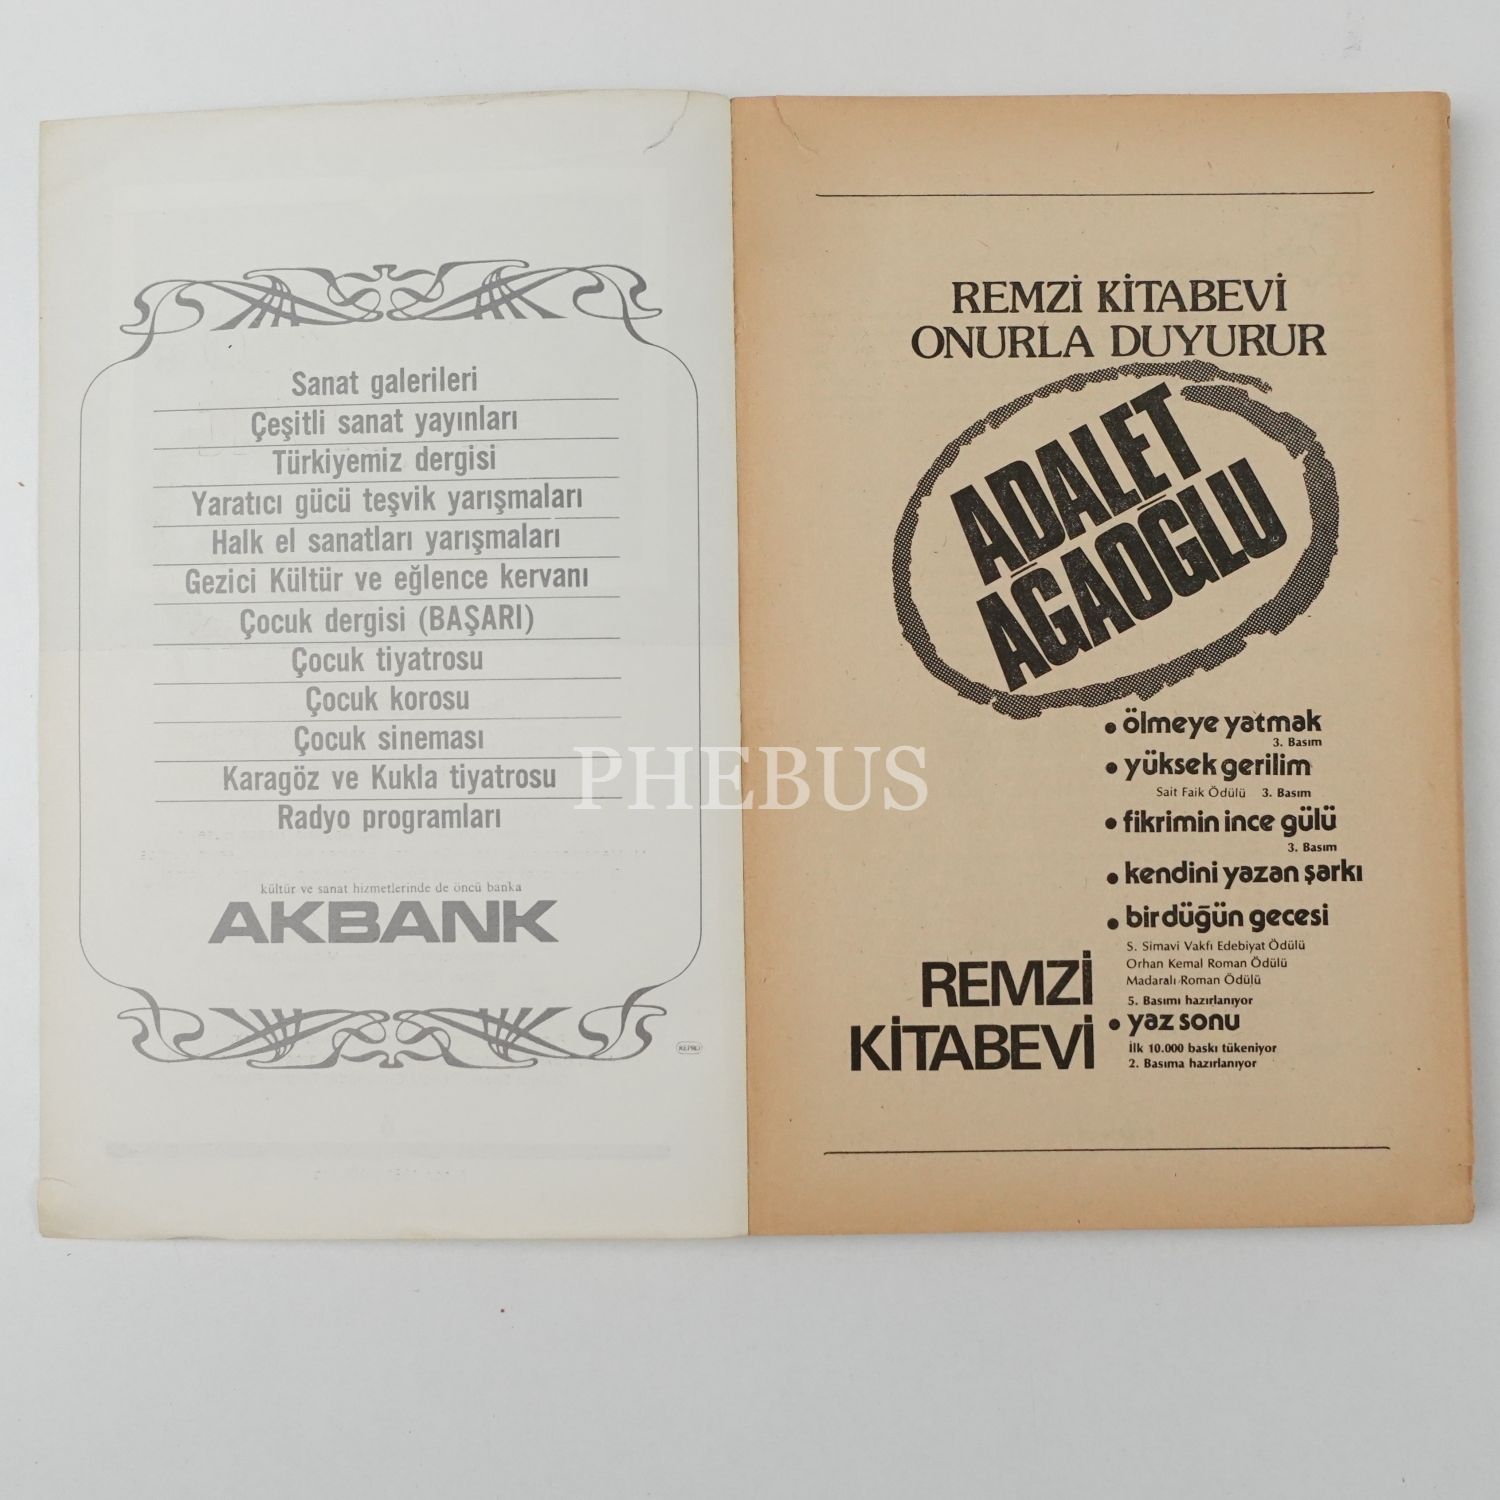 Sanat galerileri
Çeşitli sanat yayınları
Türkiyemiz dergisi
Yaratıcı gücü teşvik yarışmaları
Halk el sanatları yarışmaları
Gezici Kültür ve eğlence kervanı
Çocuk dergisi (BAŞARI)
Çocuk tiyatrosu
Çocuk korosu
Çocuk sineması
Karagöz ve Kukla tiyatrosu
Radyo programları
kültür ve sanat hizmetlerinde de öncü banka
AKBANK
REPRO
PHEBUS
REMZİ KİTABEVİ
ONURLA DUYURUR
ADALET
AĞAOĞLU
• ölmeye yatmak
3. Basım
• yüksek gerilim
Sait Faik Ödülü 3. Basım
• fikrimin ince gülü
3. Basım
• kendini yazan şarkı
• bir düğün gecesi
S. Simavi Vakfı Edebiyat Ödülü
Orhan Kemal Roman Ödülü
Madaralı Roman Ödülü
5. Basımı hazırlanıyor
• yaz sonu
İlk 10.000 baskı tükeniyor
2. Basıma hazırlanıyor
REMZİ
KİTABEVİ